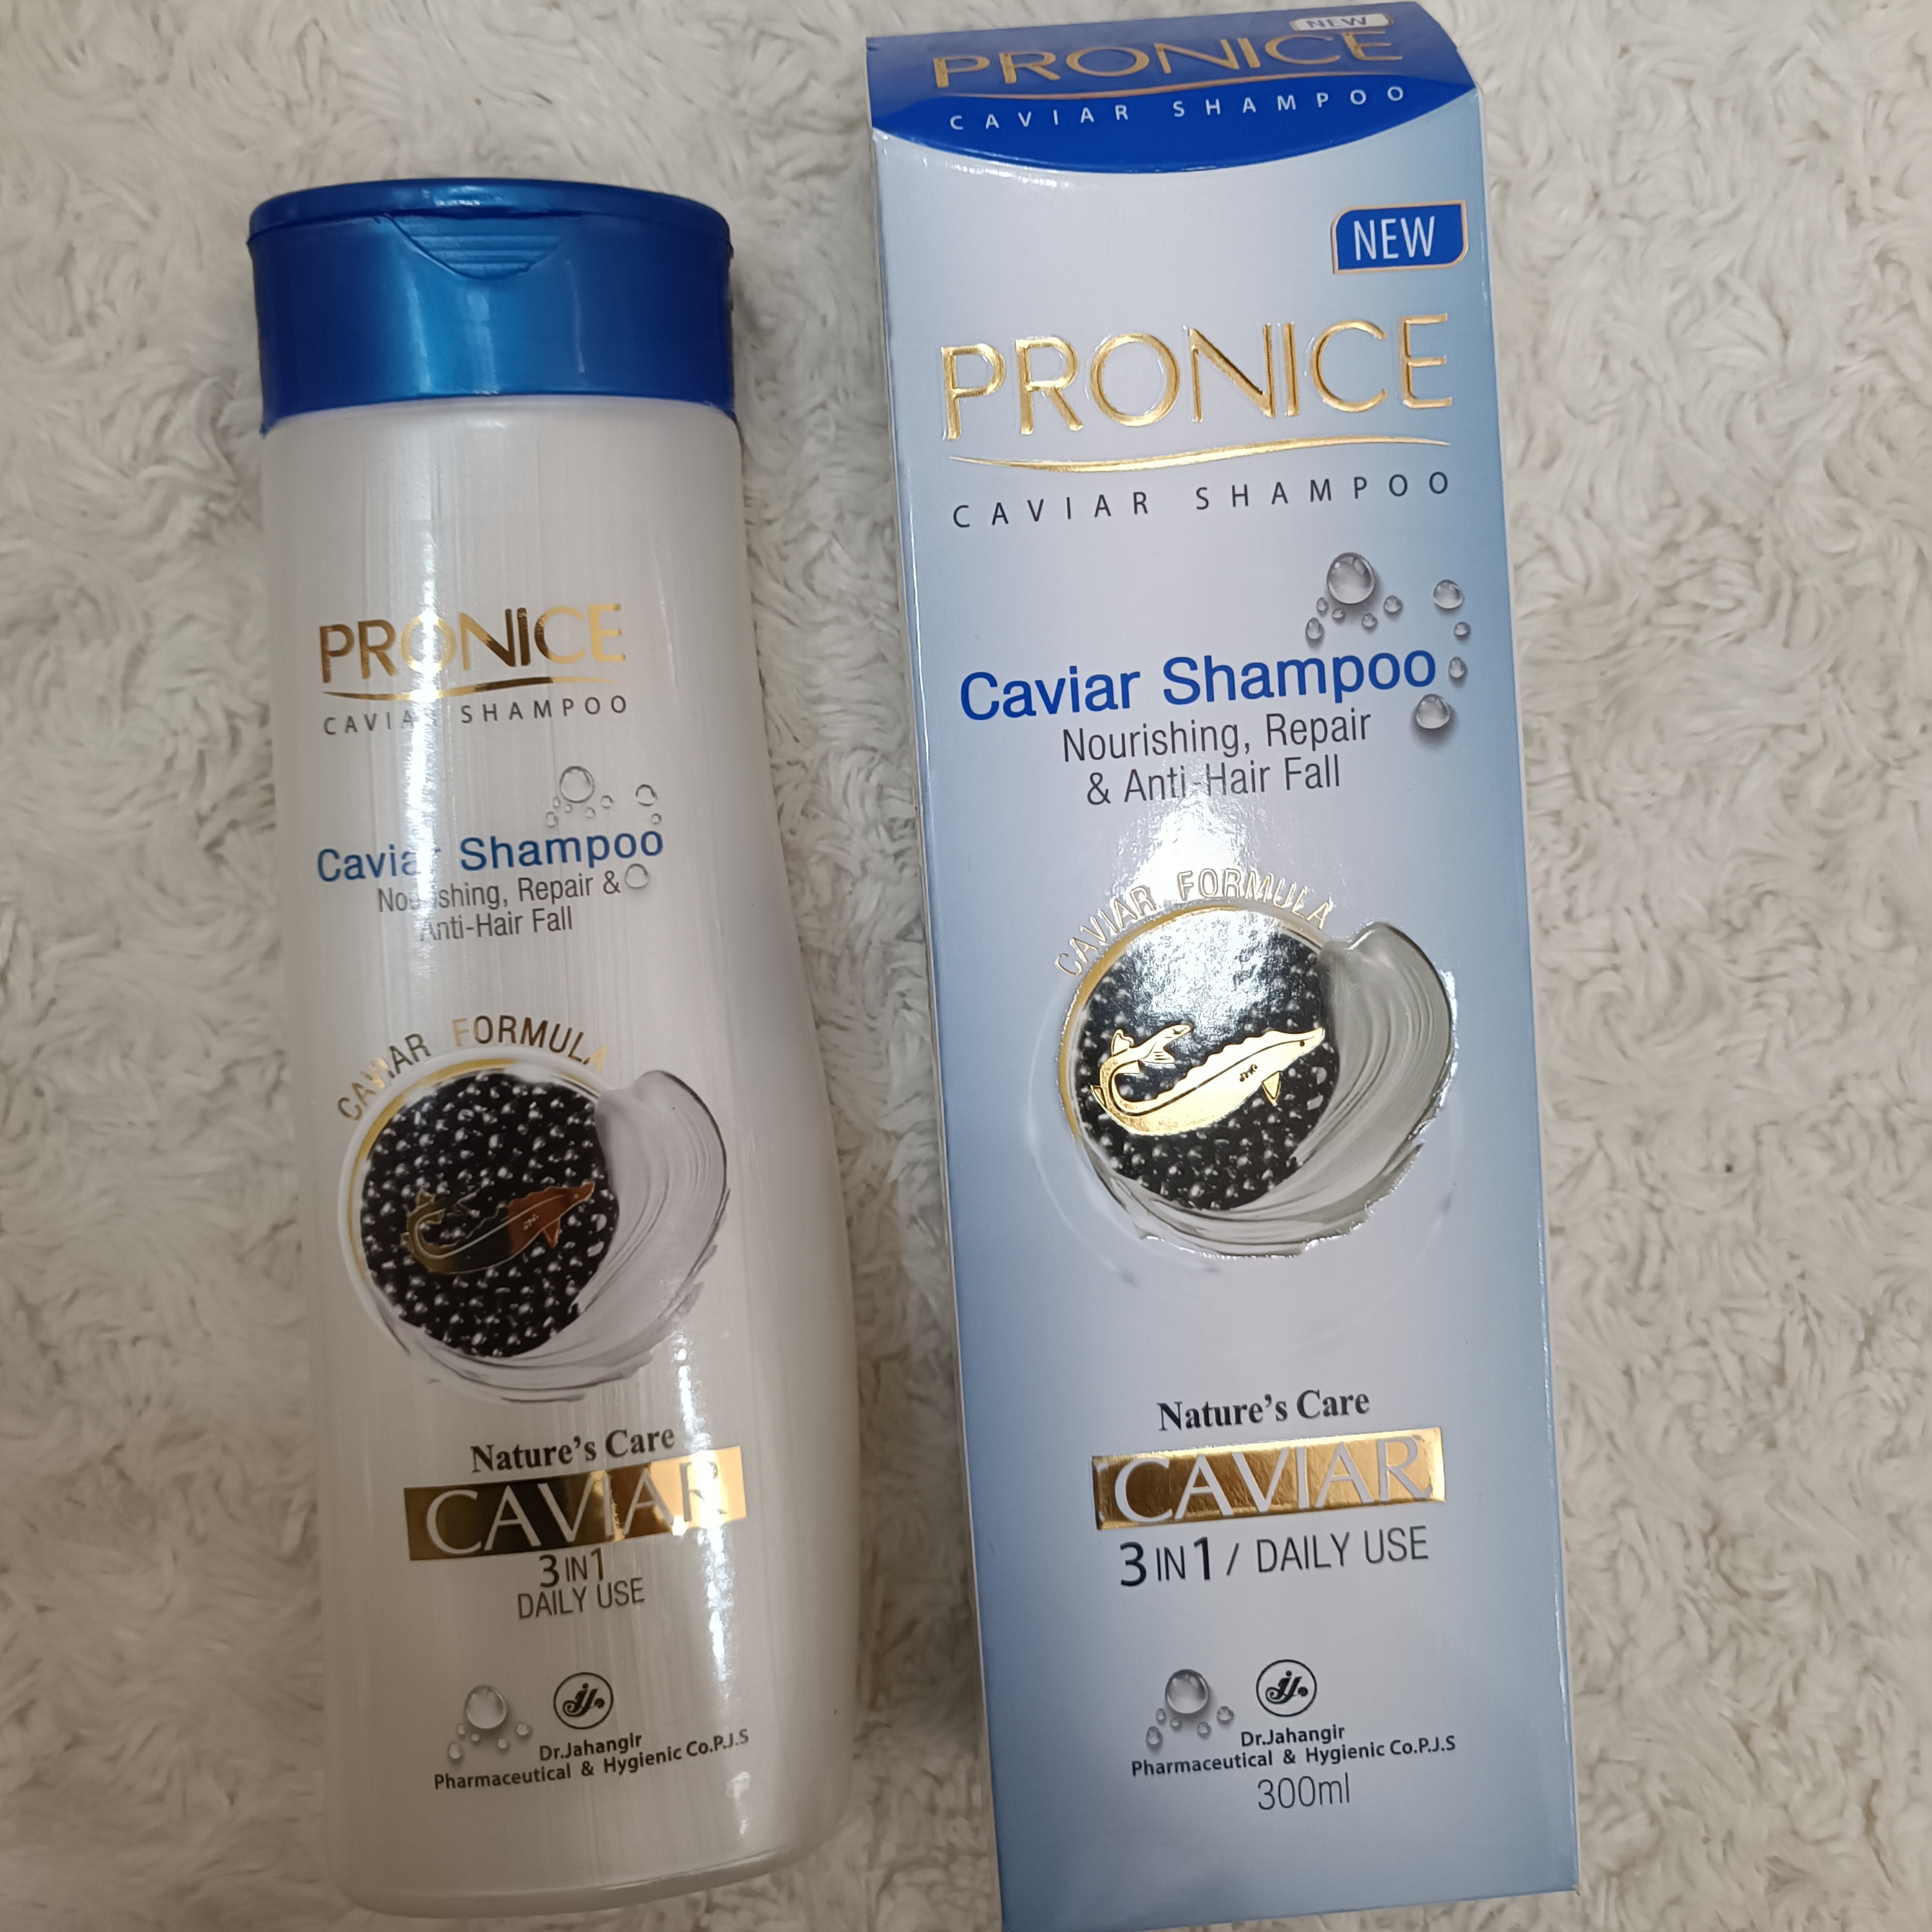 PRONICE
CAVIAR SHAMPOO
Caviar Shampoo
Nourishing, Repair &
Anti-Hair Fall
CAVIAR FORMULA
Nature's Care
CAVIAR
3 IN 1
DAILY USE
Dr.Jahangir
Pharmaceutical & Hygienic Co.P.J.S
NEW
PRONICE
CAVIAR SHAMPOO
NEW
PRONICE
CAVIAR SHAMPOO
Caviar Shampoo
Nourishing, Repair
& Anti-Hair Fall
CAVIAR FORMULA
Nature's Care
CAVIAR
3 IN 1 / DAILY USE
Dr.Jahangir
Pharmaceutical & Hygienic Co.P.J.S
300ml